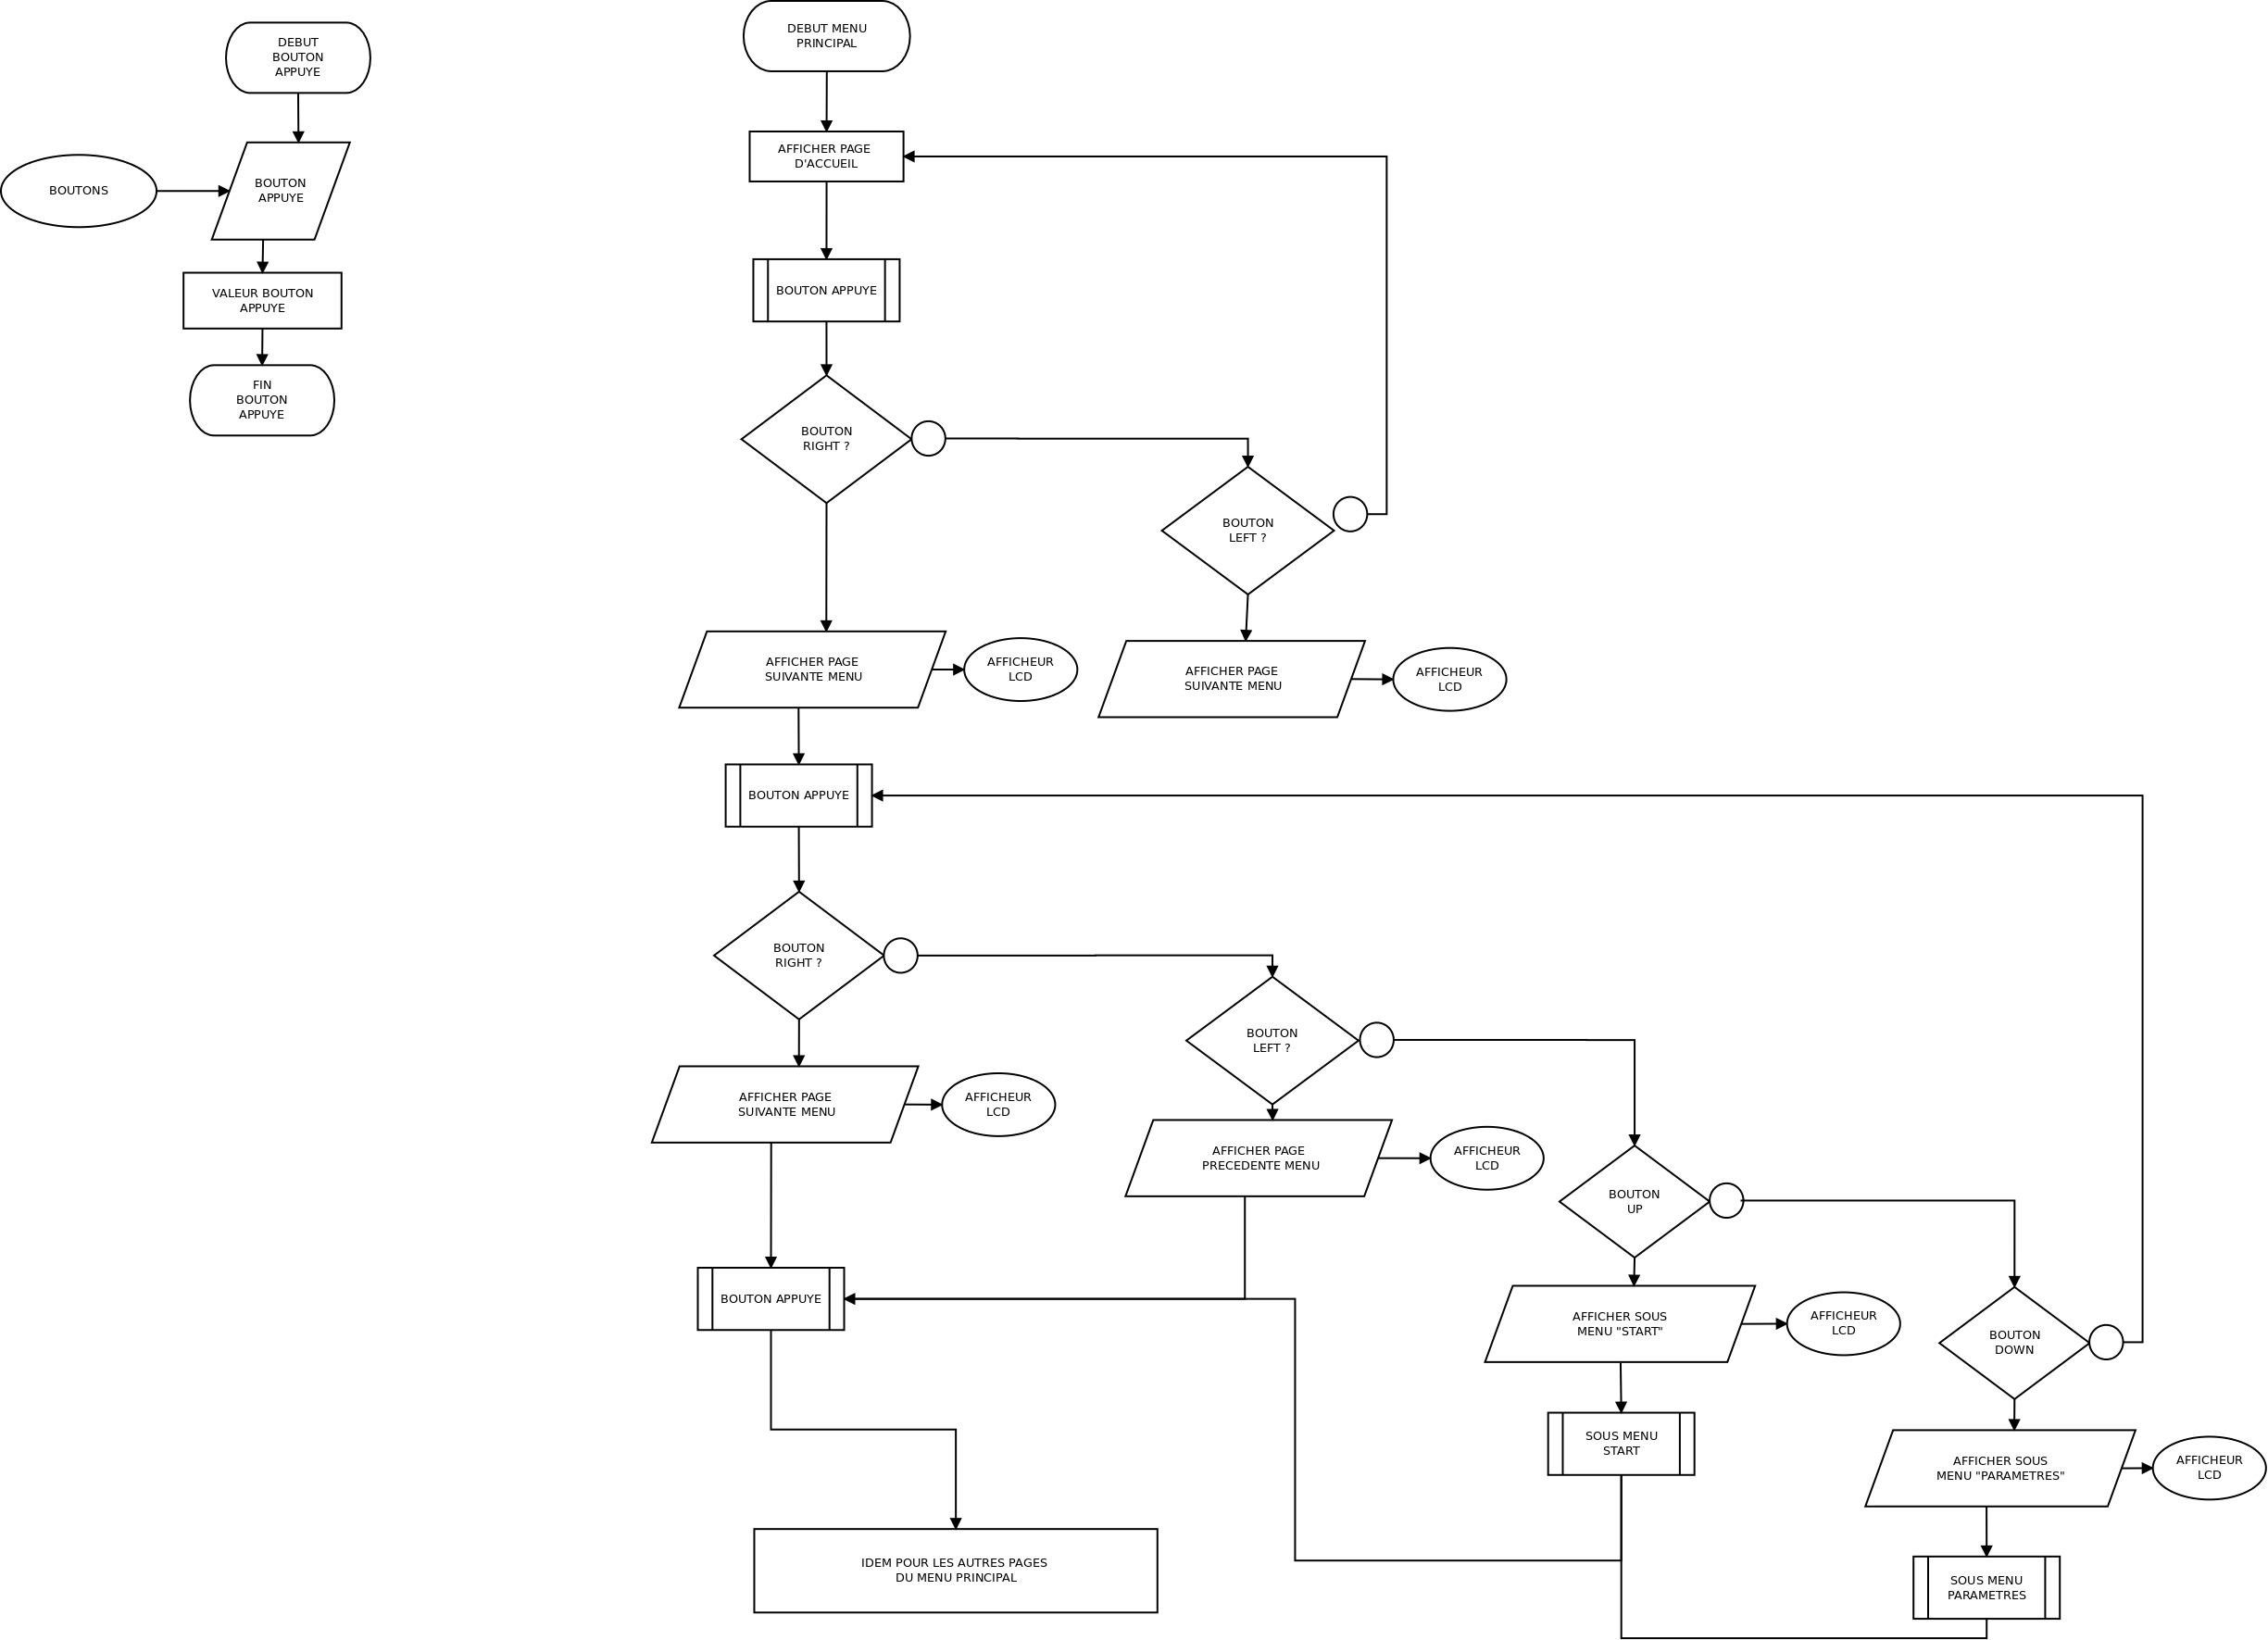 DEBUT
BOUTON
APPUYE
BOUTONS
BOUTON
APPUYE
VALEUR BOUTON
APPUYE
FIN
BOUTON
APPUYE
DEBUT MENU
PRINCIPAL
AFFICHER PAGE
D'ACCUEIL
BOUTON APPUYE
BOUTON
RIGHT ?
BOUTON
LEFT ?
AFFICHER PAGE
SUIVANTE MENU
AFFICHEUR
LCD
AFFICHER PAGE
SUIVANTE MENU
AFFICHEUR
LCD
BOUTON APPUYE
BOUTON
RIGHT ?
BOUTON
LEFT ?
AFFICHER PAGE
SUIVANTE MENU
AFFICHEUR
LCD
AFFICHER PAGE
PRECEDENTE MENU
AFFICHEUR
LCD
BOUTON
UP
BOUTON APPUYE
AFFICHER SOUS
MENU "START"
AFFICHEUR
LCD
BOUTON
DOWN
SOUS MENU
START
AFFICHER SOUS
MENU "PARAMETRES"
AFFICHEUR
LCD
IDEM POUR LES AUTRES PAGES
DU MENU PRINCIPAL
SOUS MENU
PARAMETRES